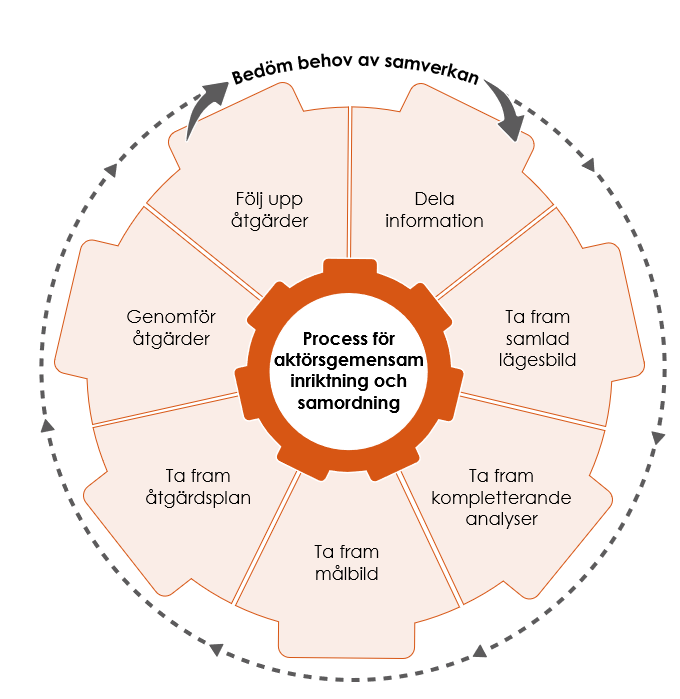 Bedöm behov av samverkan
Följ upp
åtgärder
Dela
information
Genomför
åtgärder
Ta fram
samlad
lägesbild
Process för
aktörsgemensam
inriktning och
samordning
Ta fram
åtgärdsplan
Ta fram
kompletterande
analyser
Ta fram
målbild